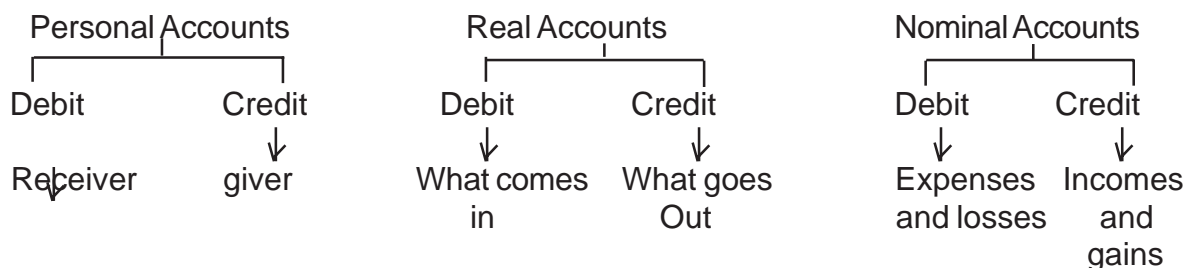 Personal Accounts
Debit Credit
Receiver giver
Real Accounts
Debit Credit
What comes in What goes Out
Nominal Accounts
Debit Credit
Expenses and losses Incomes and gains